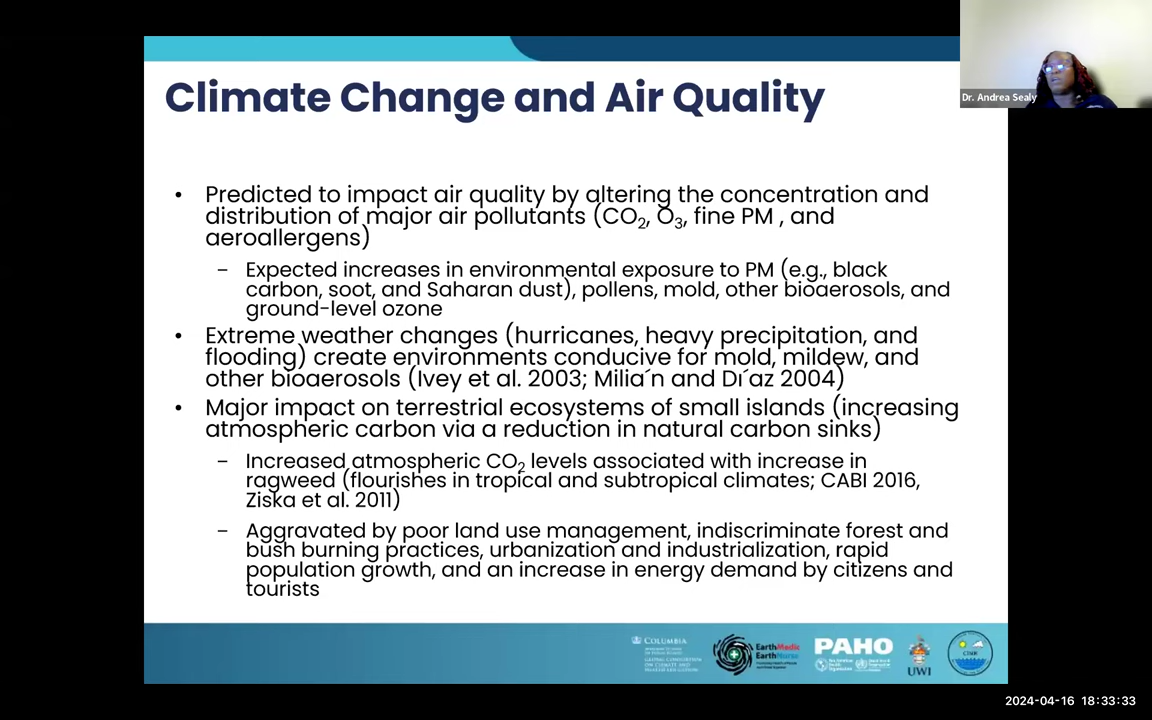 Climate Change and Air Quality
Dr. Andrea Sealy
• Predicted to impact air quality by altering the concentration and
distribution of major air pollutants (CO₂, O₃, fine PM , and
aeroallergens)
– Expected increases in environmental exposure to PM (e.g., black
carbon, soot, and Saharan dust), pollens, mold, other bioaerosols, and
ground-level ozone
• Extreme weather changes (hurricanes, heavy precipitation, and
flooding) create environments conducive for mold, mildew, and
other bioaerosols (Ivey et al. 2003; Milia´n and Dı´az 2004)
• Major impact on terrestrial ecosystems of small islands (increasing
atmospheric carbon via a reduction in natural carbon sinks)
– Increased atmospheric CO₂ levels associated with increase in
ragweed (flourishes in tropical and subtropical climates; CABI 2016,
Ziska et al. 2011)
– Aggravated by poor land use management, indiscriminate forest and
bush burning practices, urbanization and industrialization, rapid
population growth, and an increase in energy demand by citizens and
tourists
COLUMBIA
EarthMedic
EarthNurse
PAHO
UWI
CIMH
2024-04-16 18:33:33